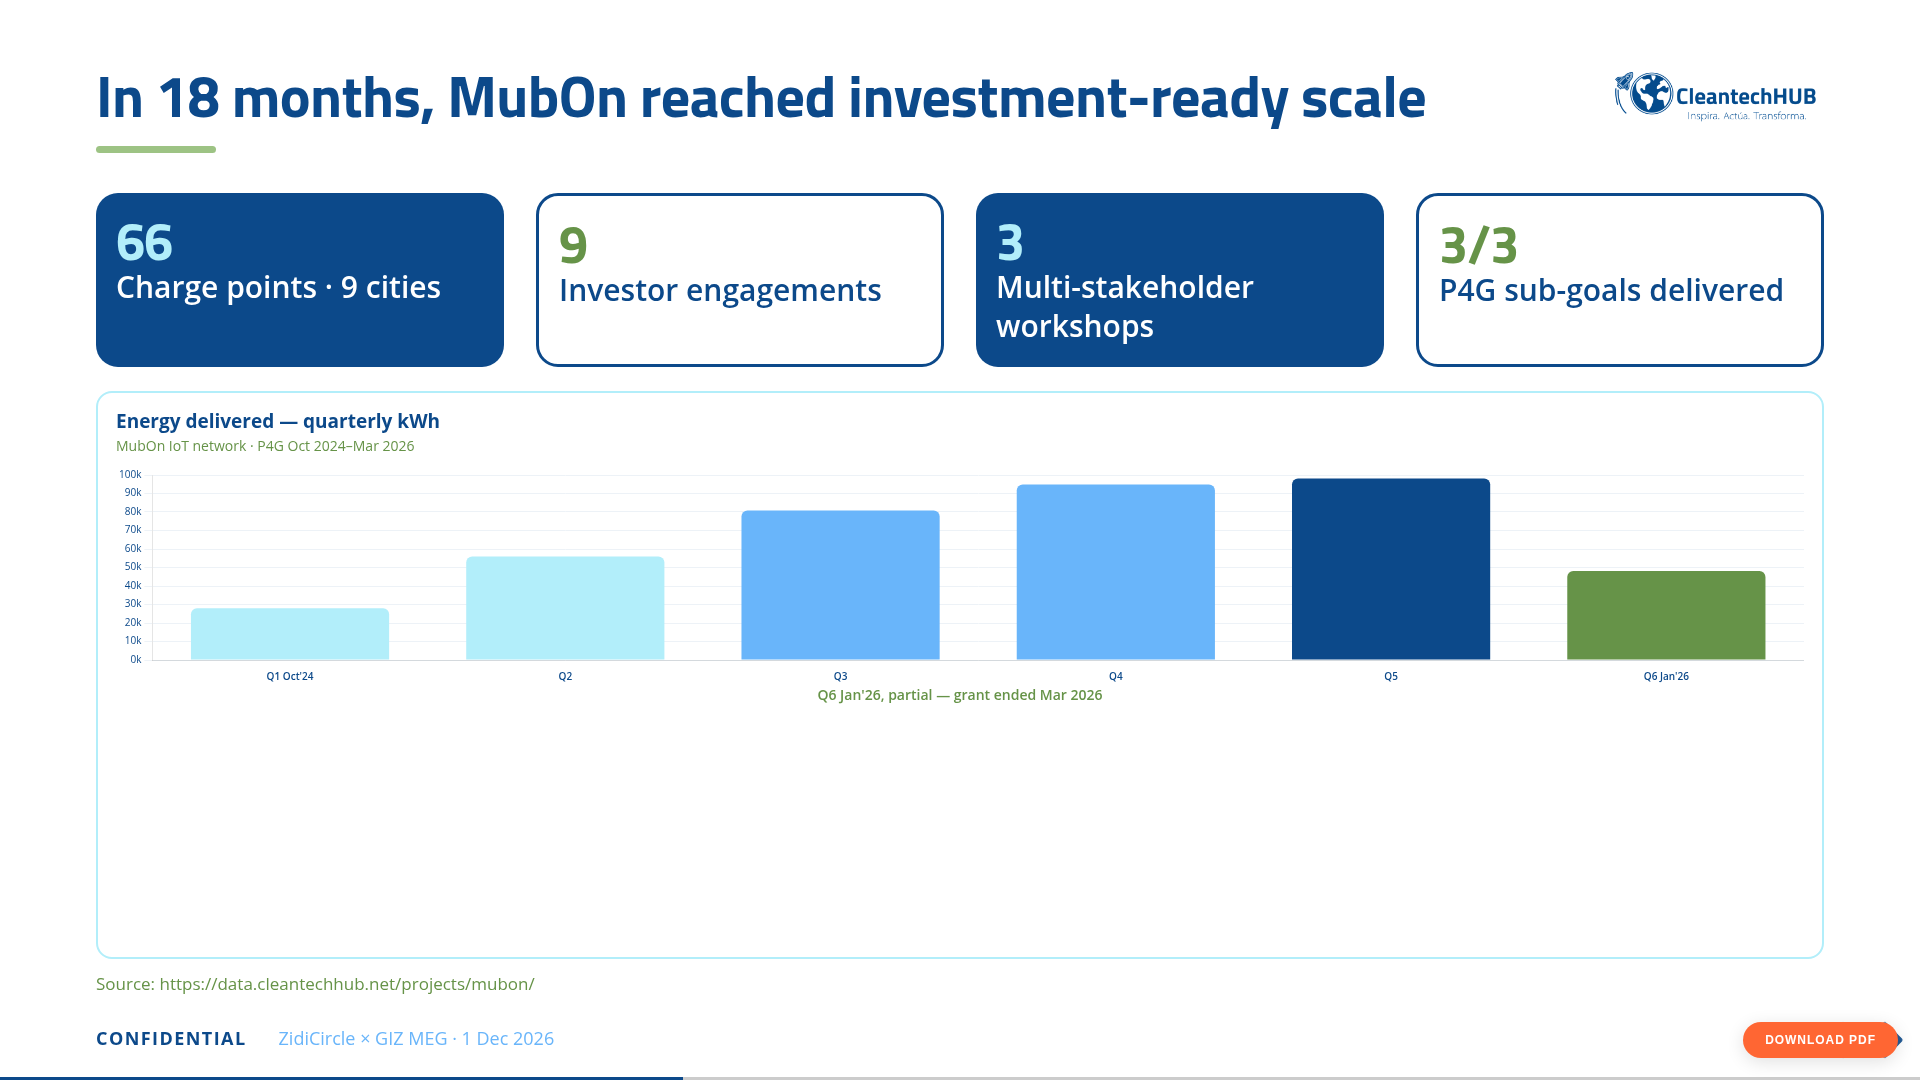 In 18 months, MubOn reached investment-ready scale
CleantechHUB
Inspira. Actúa. Transforma.
66
Charge points · 9 cities
9
Investor engagements
3
Multi-stakeholder
workshops
3/3
P4G sub-goals delivered
Energy delivered — quarterly kWh
MubOn IoT network · P4G Oct 2024–Mar 2026
100k
90k
80k
70k
60k
50k
40k
30k
20k
10k
0k
Q1 Oct'24
Q2
Q3
Q4
Q5
Q6 Jan'26
Q6 Jan'26, partial — grant ended Mar 2026
Source: https://data.cleantechhub.net/projects/mubon/
CONFIDENTIAL
ZidiCircle × GIZ MEG · 1 Dec 2026
DOWNLOAD PDF